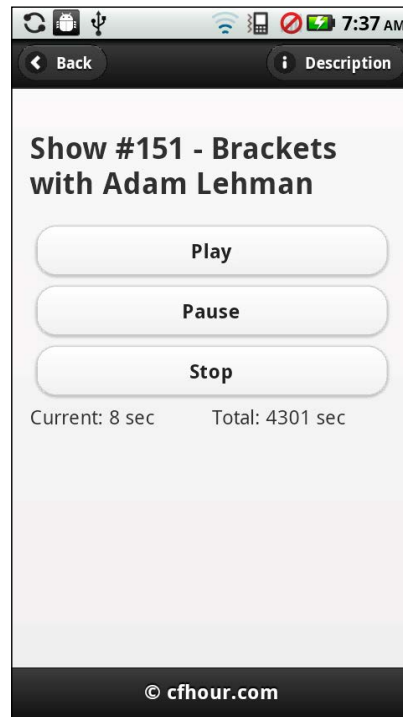 7:37 AM
Back
Description
Show #151 - Brackets
with Adam Lehman
Play
Pause
Stop
Current: 8 sec Total: 4301 sec
© cfhour.com